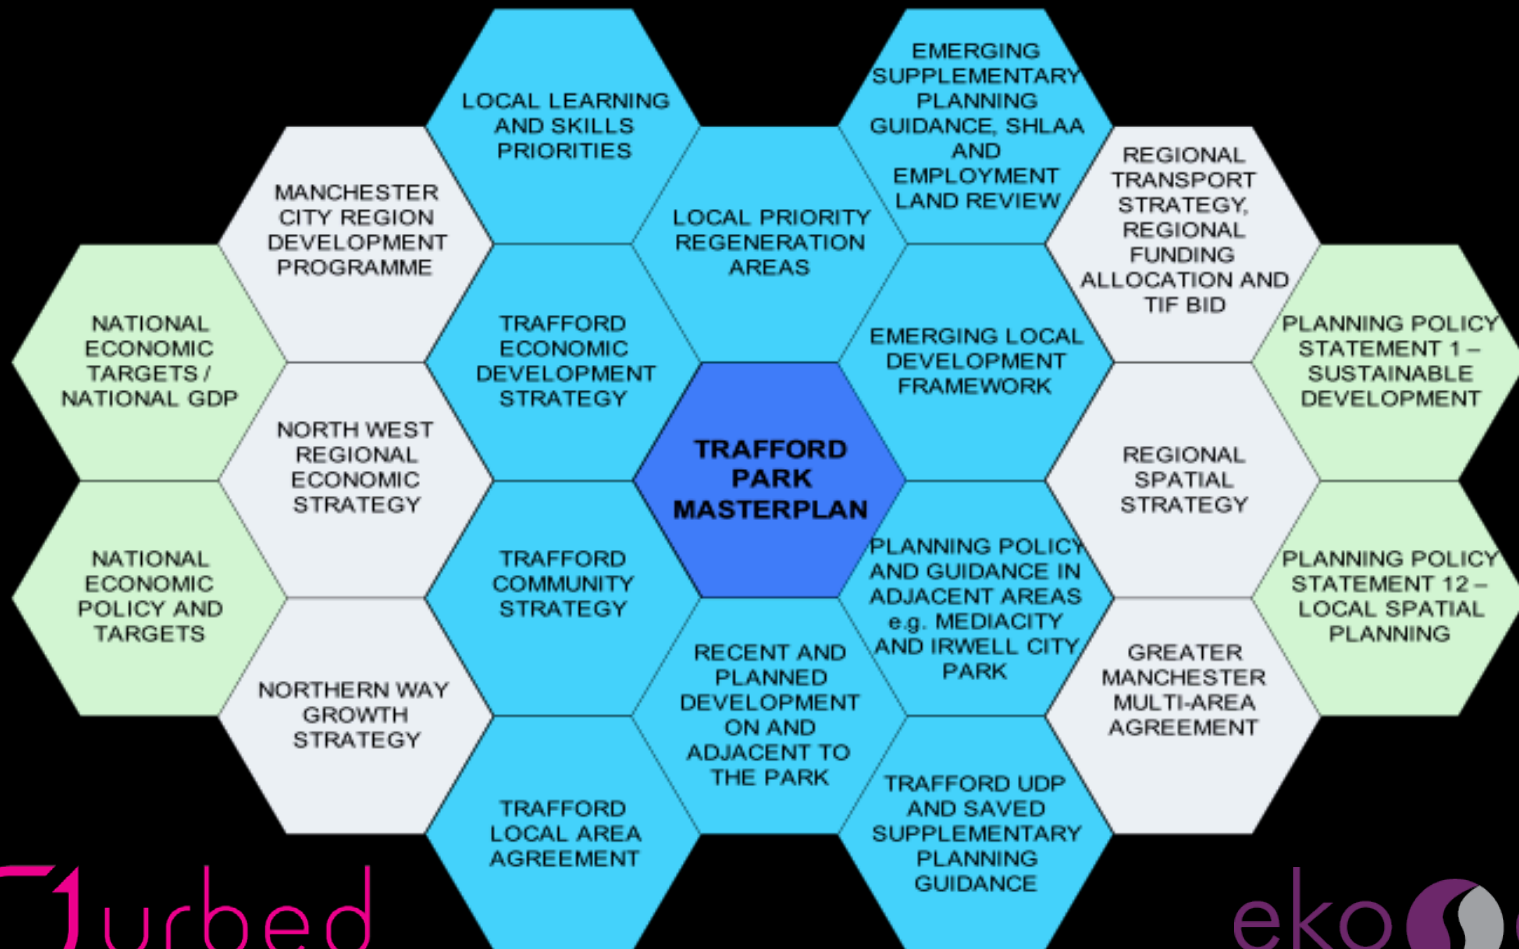 LOCAL LEARNING
AND SKILLS
PRIORITIES
EMERGING
SUPPLEMENTARY
PLANNING
GUIDANCE, SHLAA
AND
EMPLOYMENT
LAND REVIEW
MANCHESTER
CITY REGION
DEVELOPMENT
PROGRAMME
LOCAL PRIORITY
REGENERATION
AREAS
REGIONAL
TRANSPORT
STRATEGY,
REGIONAL
FUNDING
ALLOCATION AND
TIF BID
NATIONAL
ECONOMIC
TARGETS /
NATIONAL GDP
TRAFFORD
ECONOMIC
DEVELOPMENT
STRATEGY
EMERGING LOCAL
DEVELOPMENT
FRAMEWORK
PLANNING POLICY
STATEMENT 1 –
SUSTAINABLE
DEVELOPMENT
NORTH WEST
REGIONAL
ECONOMIC
STRATEGY
TRAFFORD
PARK
MASTERPLAN
REGIONAL
SPATIAL
STRATEGY
NATIONAL
ECONOMIC
POLICY AND
TARGETS
TRAFFORD
COMMUNITY
STRATEGY
PLANNING POLICY
AND GUIDANCE IN
ADJACENT AREAS
e.g. MEDIACITY
AND IRWELL CITY
PARK
PLANNING POLICY
STATEMENT 12 –
LOCAL SPATIAL
PLANNING
NORTHERN WAY
GROWTH
STRATEGY
RECENT AND
PLANNED
DEVELOPMENT
ON AND
ADJACENT TO
THE PARK
GREATER
MANCHESTER
MULTI-AREA
AGREEMENT
TRAFFORD
LOCAL AREA
AGREEMENT
TRAFFORD UDP
AND SAVED
SUPPLEMENTARY
PLANNING
GUIDANCE
urbed
eko